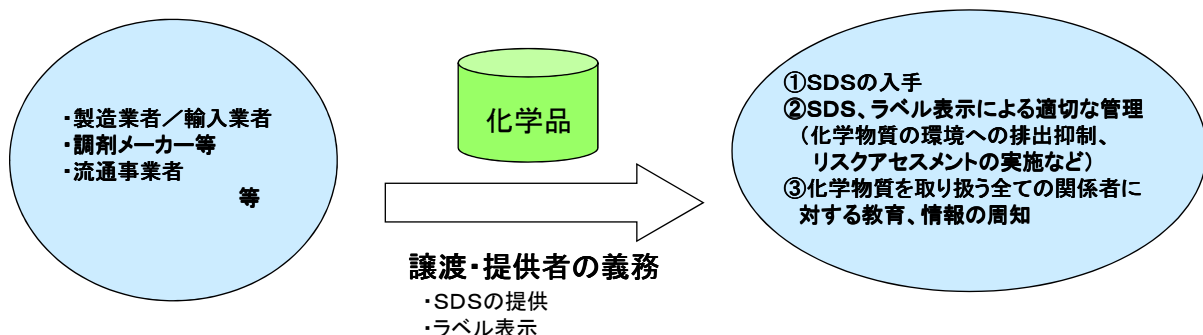 ・製造業者／輸入業者
・調剤メーカー等
・流通事業者
等
化学品
譲渡・提供者の義務
・SDSの提供
・ラベル表示
①SDSの入手
②SDS、ラベル表示による適切な管理
（化学物質の環境への排出抑制、
リスクアセスメントの実施など）
③化学物質を取り扱う全ての関係者に
対する教育、情報の周知